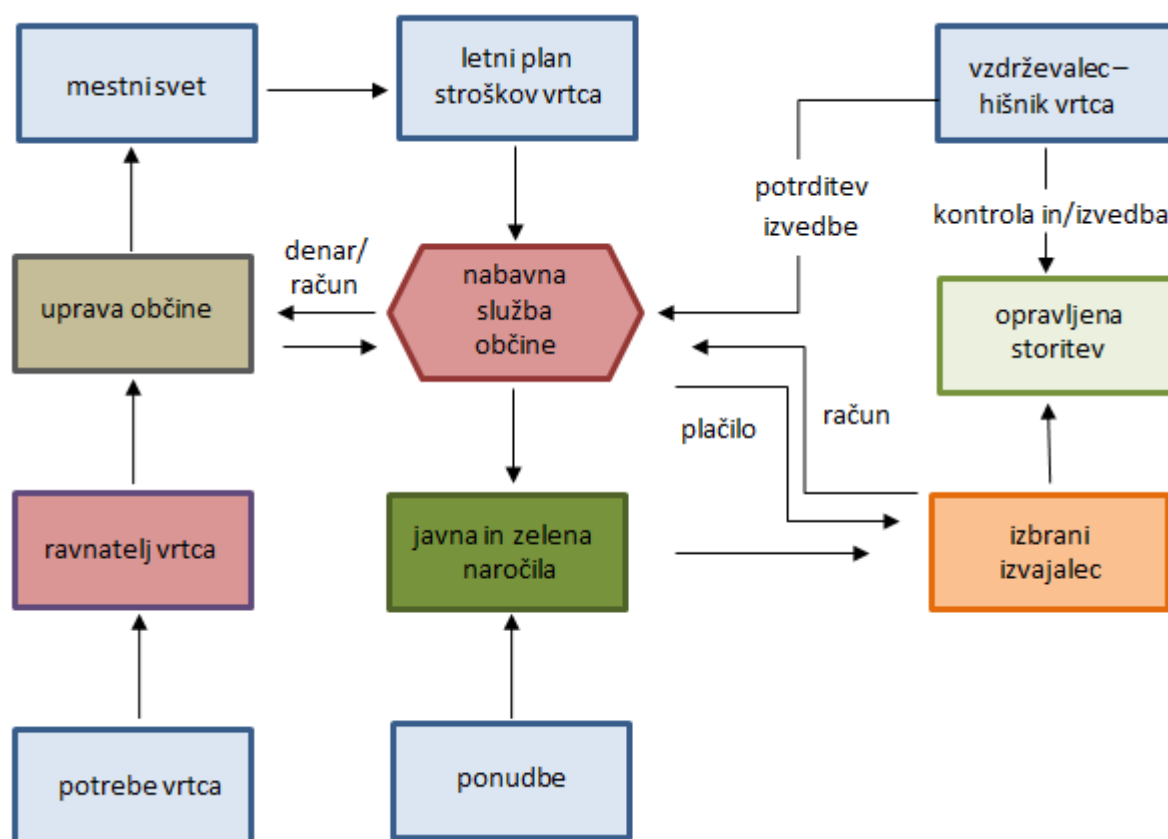 mestni svet
letni plan
stroškov vrtca
vzdrževalec –
hišnik vrtca
potrditev
izvedbe
kontrola in/izvedba
denar/
račun
uprava občine
nabavna
služba
občine
opravljena
storitev
plačilo
račun
ravnatelj vrtca
javna in zelena
naročila
izbrani
izvajalec
potrebe vrtca
ponudbe